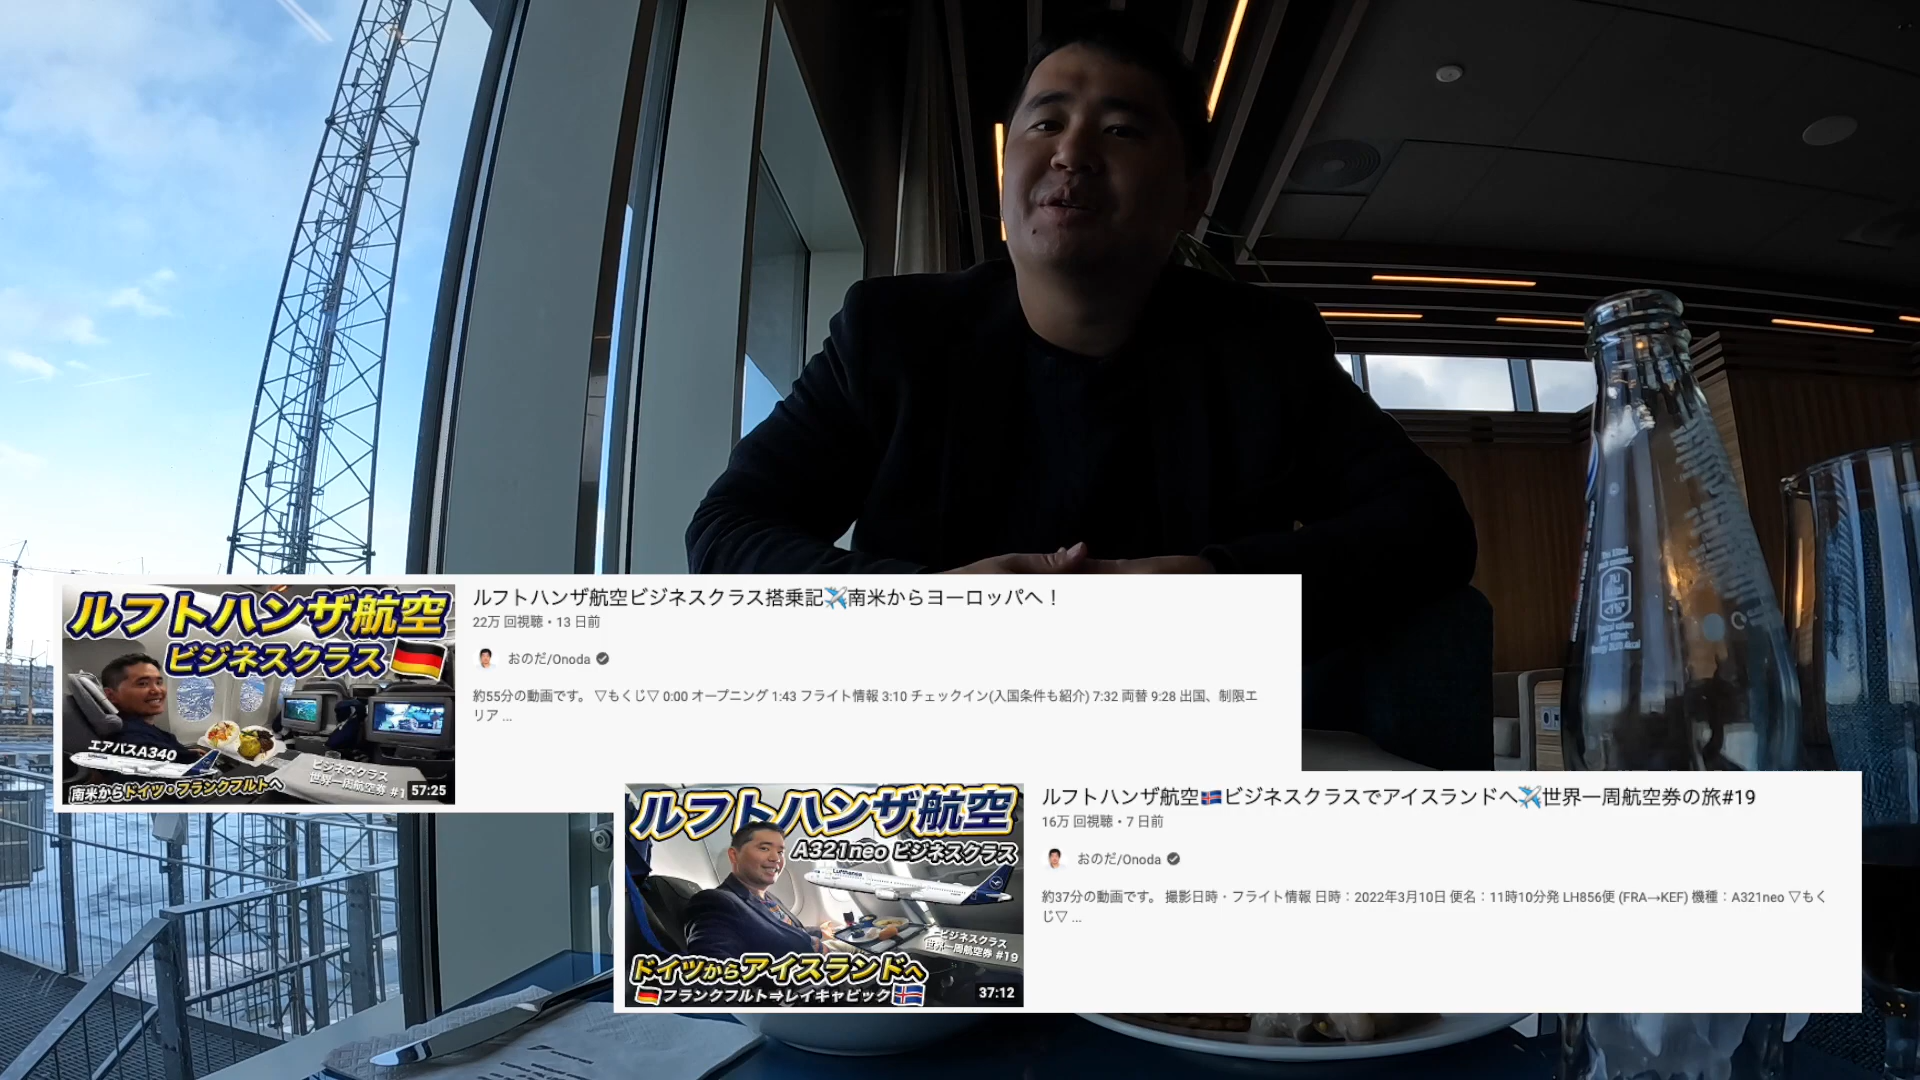 ルフトハンザ航空
ビジネスクラス
エアバスA340
ビジネスクラス
世界一周航空券 #1
南米からドイツ・フランクフルトへ
57:25
ルフトハンザ航空ビジネスクラス搭乗記✈️南米からヨーロッパへ！
22万 回視聴・13 日前
おのだ/Onoda
約55分の動画です。 ▽もくじ▽ 0:00 オープニング 1:43 フライト情報 3:10 チェックイン(入国条件も紹介) 7:32 両替 9:28 出国、制限エ
リア ...
ルフトハンザ航空
A321neo ビジネスクラス
Lufthansa
ビジネスクラス
世界一周航空券 #19
ドイツからアイスランドへ
フランクフルト⇒レイキャビック
37:12
ルフトハンザ航空🇮🇸ビジネスクラスでアイスランドへ✈️世界一周航空券の旅#19
16万 回視聴・7 日前
おのだ/Onoda
約37分の動画です。 撮影日時・フライト情報 日時：2022年3月10日 便名：11時10分発 LH856便 (FRA→KEF) 機種：A321neo ▽もく
じ▽ ...